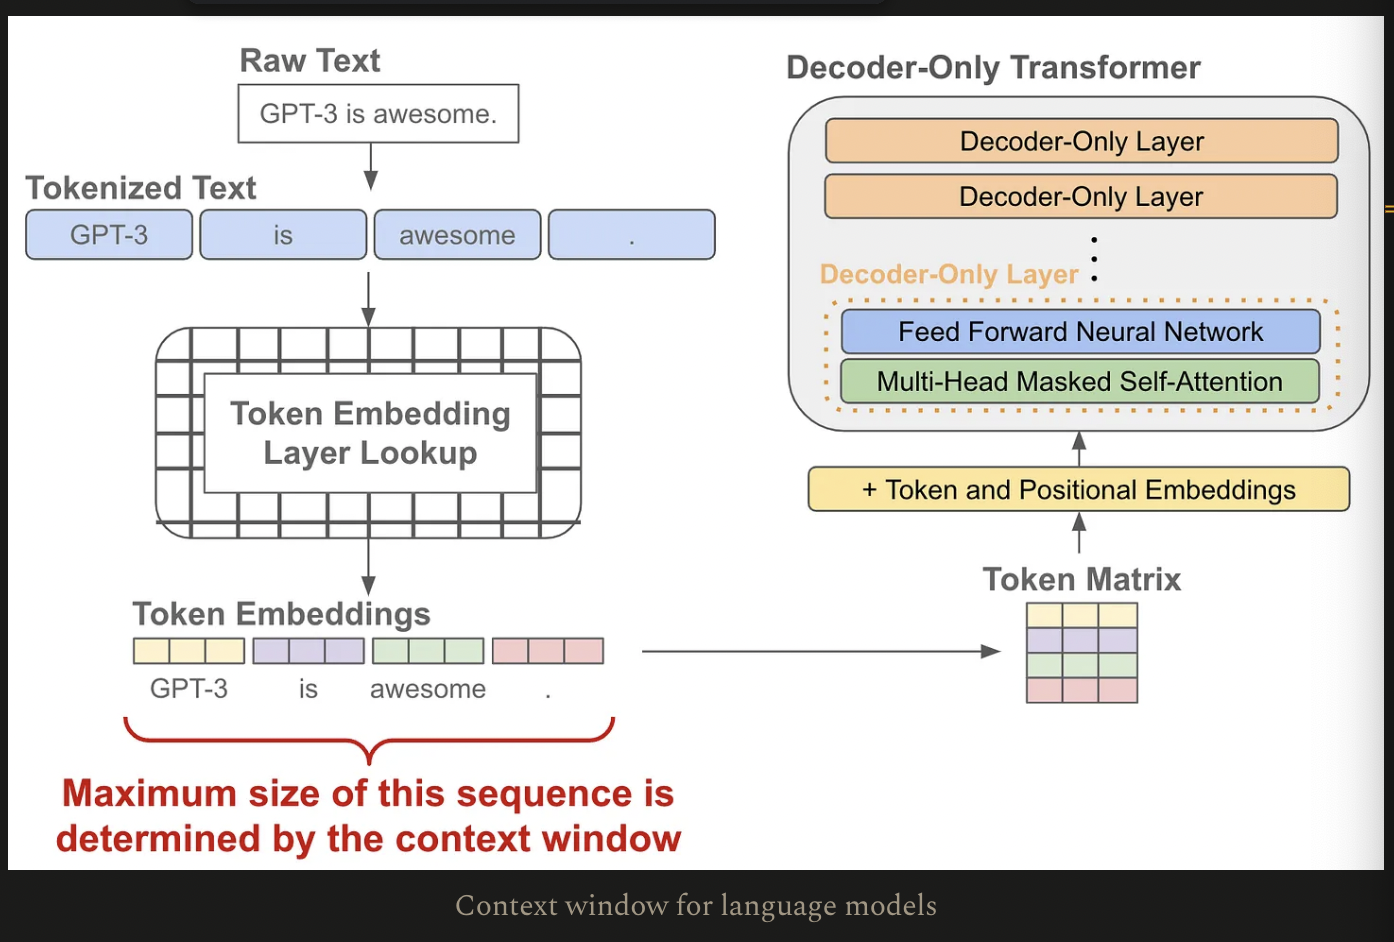 Raw Text
GPT-3 is awesome.
Tokenized Text
GPT-3
is
awesome
.
Token Embedding
Layer Lookup
Token Embeddings
GPT-3
is
awesome
.
Maximum size of this sequence is
determined by the context window
Decoder-Only Transformer
Decoder-Only Layer
Decoder-Only Layer
Decoder-Only Layer
Feed Forward Neural Network
Multi-Head Masked Self-Attention
+ Token and Positional Embeddings
Token Matrix
Context window for language models